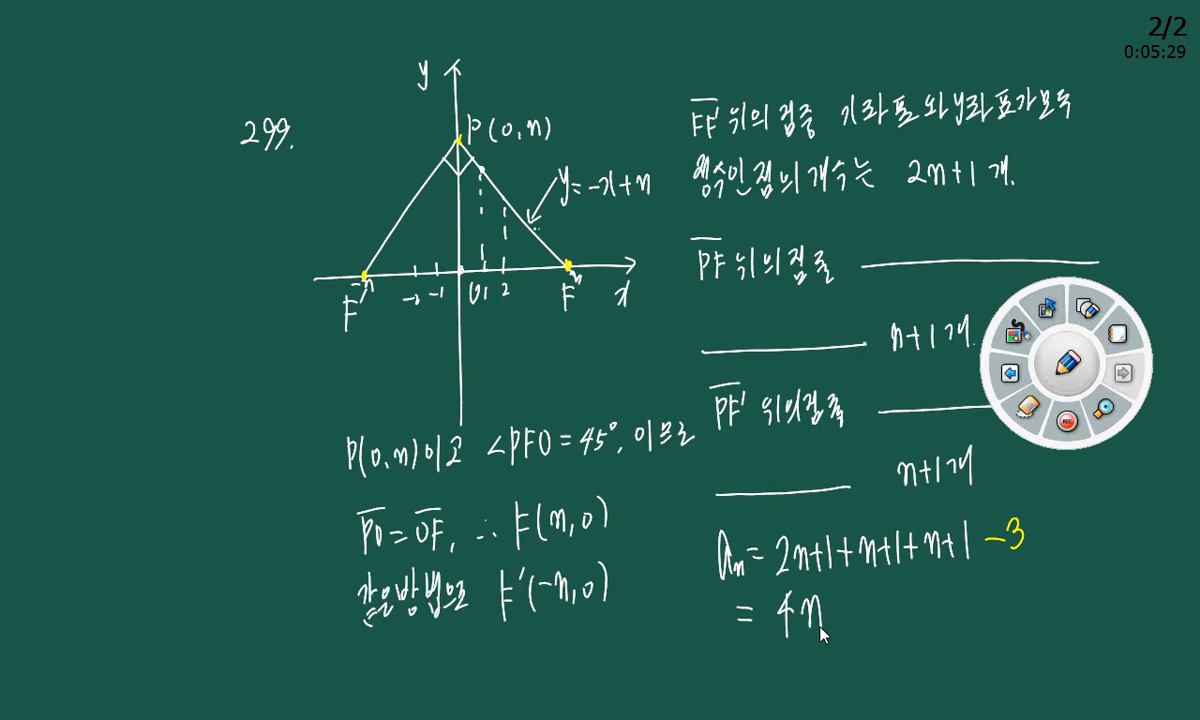 2/2
0:05:29
299.
y
P(0,n)
y=-x+n
-n -2 -1 0 1 2 n
F' F x
P(0,n)이고 ∠PFO=45°, 이므로
PO=OF, ∴ F(n,0)
같은방법으로 F'(-n,0)
FF' 위의 점중 x좌표와 y좌표가 모두
정수인 점의 개수는 2n+1 개.
PF 위의 점중
n+1개.
PF' 위의점중
n+1개
aₙ = 2n+1+n+1+n+1 -3
= 4n
REC